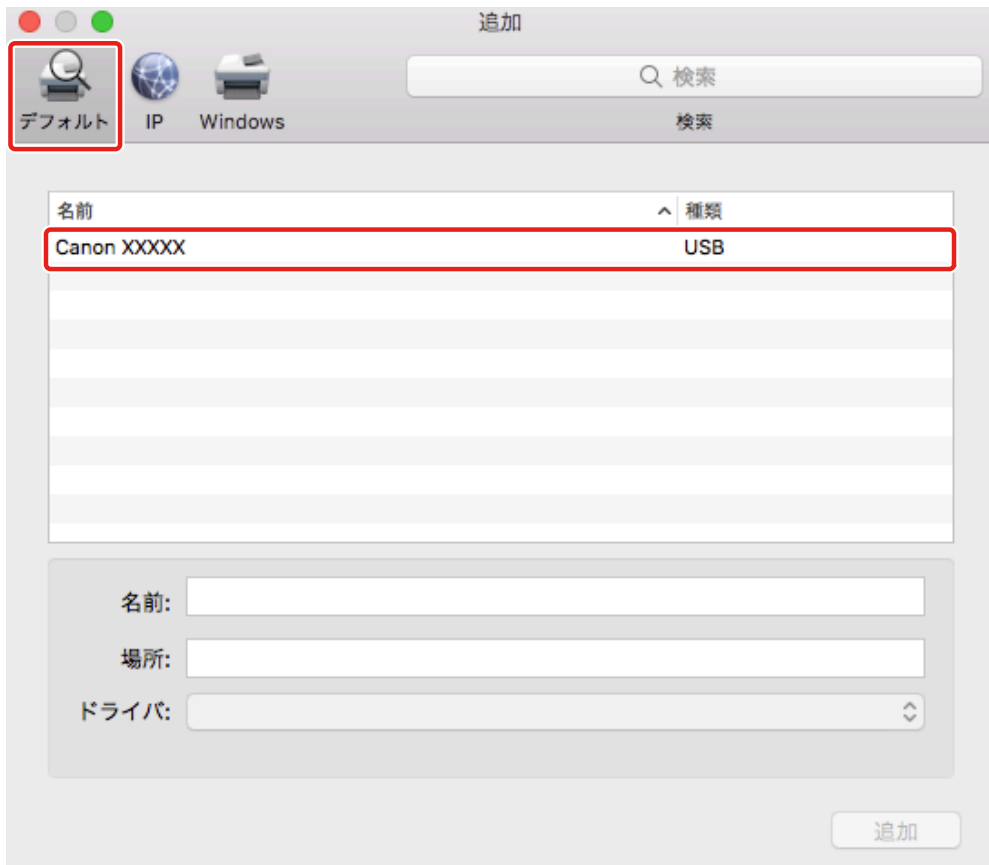 追加
検索
デフォルト IP Windows 検索
名前 種類
Canon XXXXX USB
名前:
場所:
ドライバ:
追加